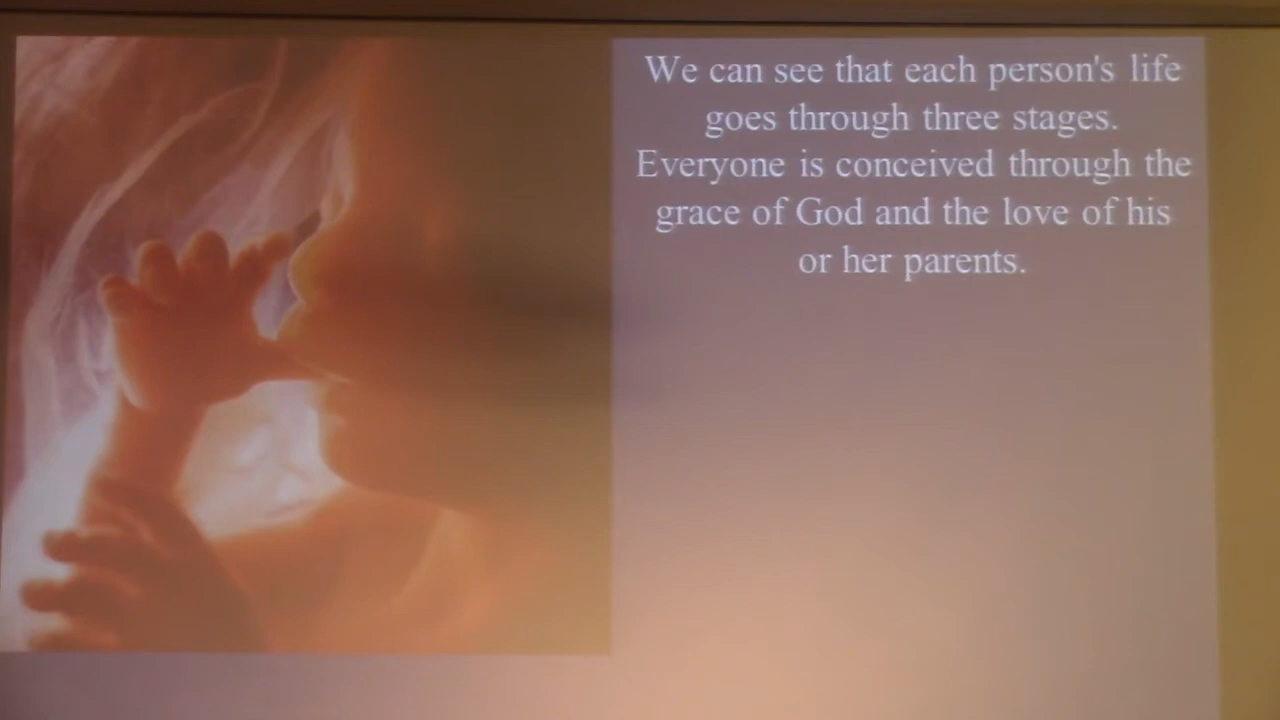 We can see that each person's life
goes through three stages.
Everyone is conceived through the
grace of God and the love of his
or her parents.